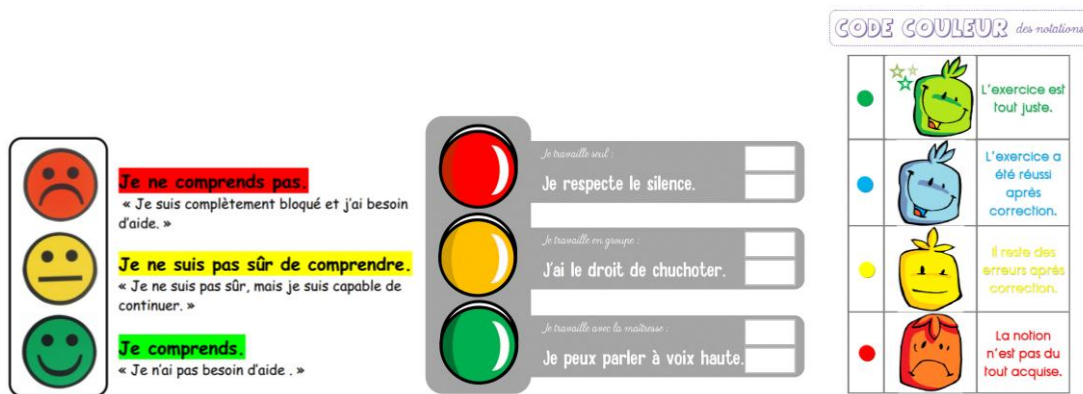 Je ne comprends pas.
« Je suis complètement bloqué et j'ai besoin
d'aide. »
Je ne suis pas sûr de comprendre.
« Je ne suis pas sûr, mais je suis capable de
continuer. »
Je comprends.
« Je n'ai pas besoin d'aide . »
Je travaille seul :
Je respecte le silence.
Je travaille en groupe :
J'ai le droit de chuchoter.
Je travaille avec la maîtresse :
Je peux parler à voix haute.
CODE COULEUR des notations
L'exercice est
tout juste.
L'exercice a
été réussi
après
correction.
Il reste des
erreurs après
correction.
La notion
n'est pas du
tout acquise.